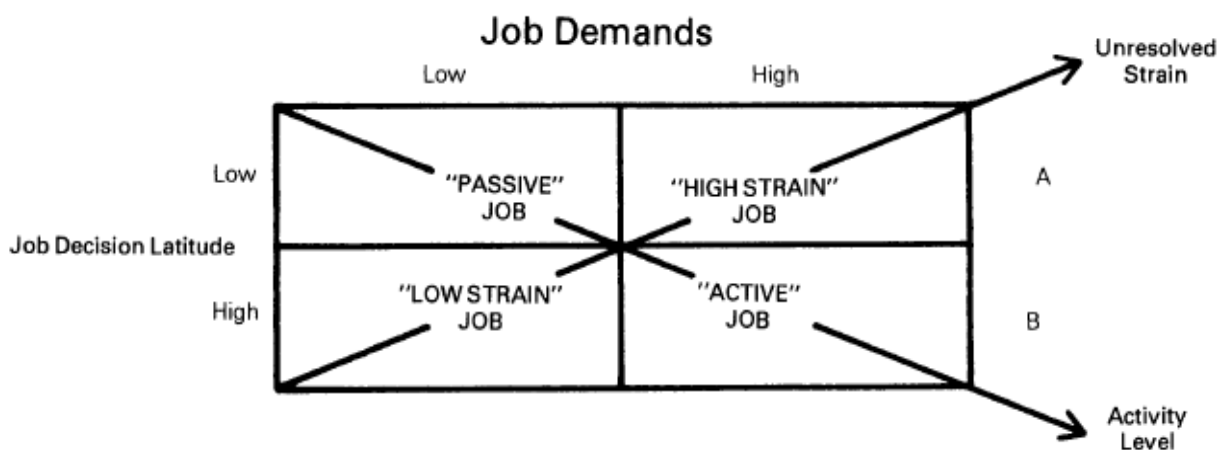 Job Demands
Unresolved
Strain
Low
High
Low
"PASSIVE"
JOB
"HIGH STRAIN"
JOB
A
Job Decision Latitude
High
"LOW STRAIN"
JOB
"ACTIVE"
JOB
B
Activity
Level